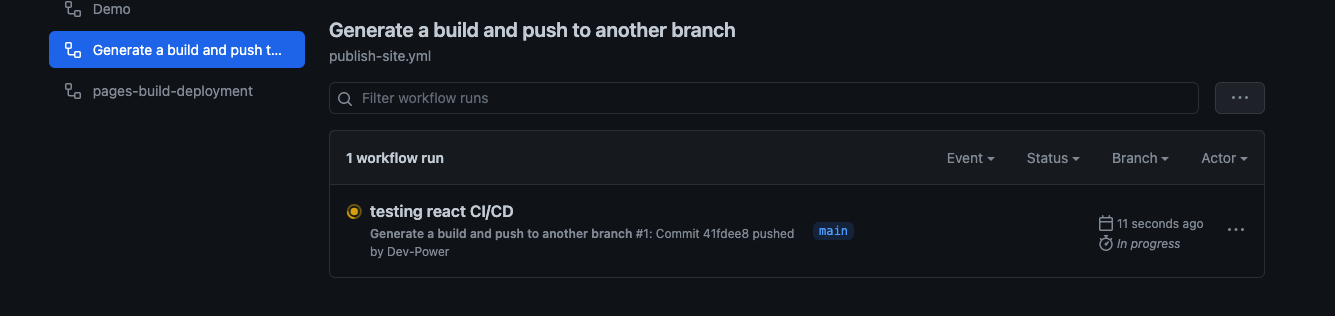 Demo
Generate a build and push t...
pages-build-deployment
Generate a build and push to another branch
publish-site.yml
Filter workflow runs
1 workflow run
Event
Status
Branch
Actor
testing react CI/CD
Generate a build and push to another branch #1: Commit 41fdee8 pushed
by Dev-Power
main
11 seconds ago
In progress